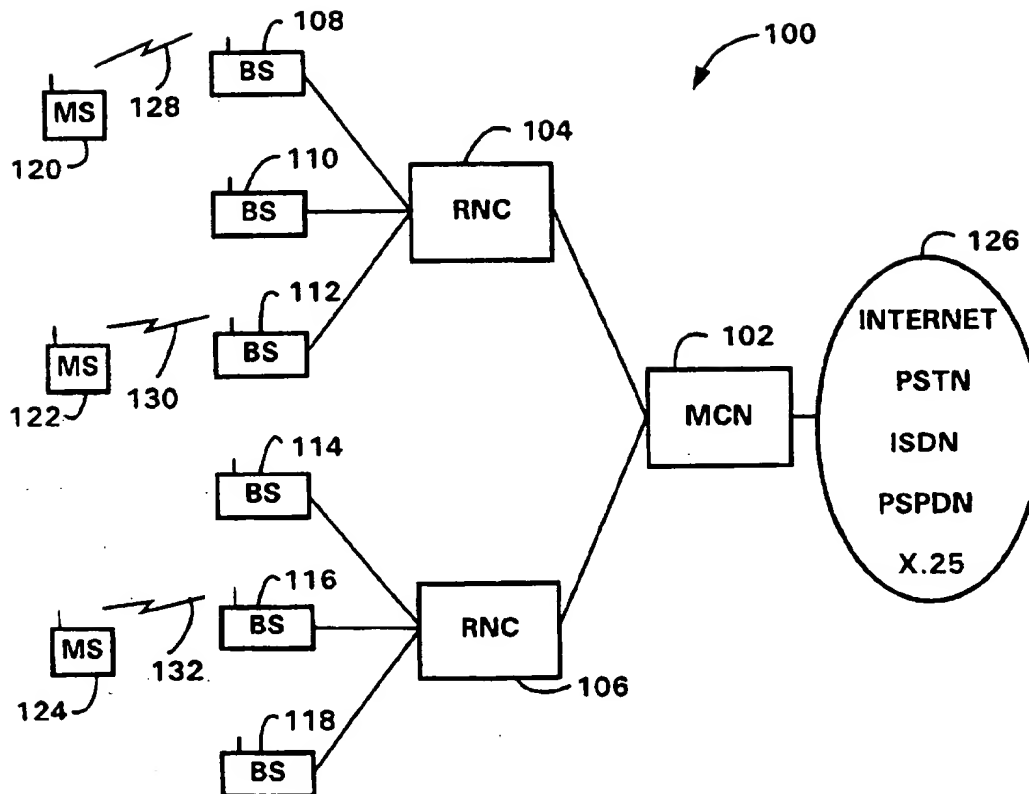 108
100
BS
128
MS
120
104
110
BS
RNC
126
112
BS
INTERNET
102
MS
PSTN
122
130
MCN
114
ISDN
BS
PSPDN
116
X.25
BS
RNC
MS
132
124
106
118
BS